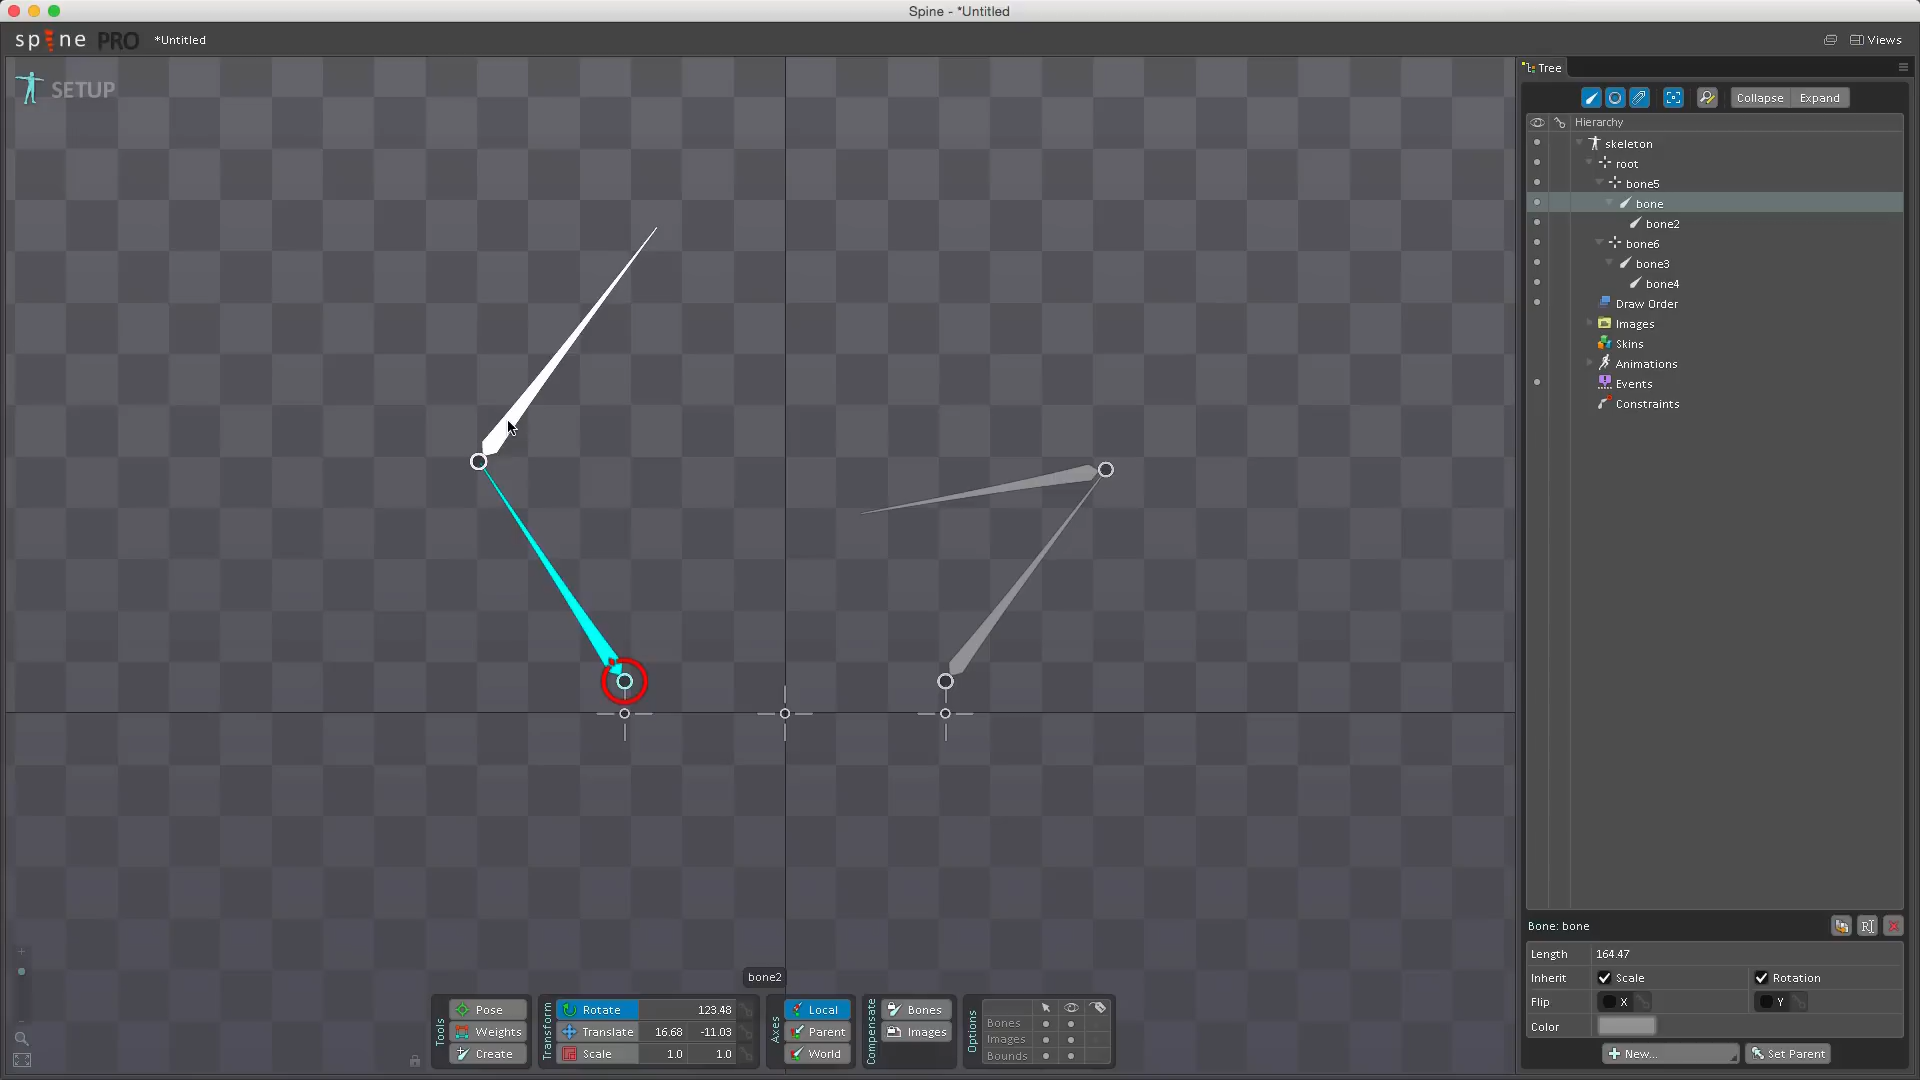 Spine - *Untitled
spine PRO *Untitled Views
SETUP
Tree
Collapse Expand
Hierarchy
skeleton
root
bone5
bone
bone2
bone6
bone3
bone4
Draw Order
Images
Skins
Animations
Events
Constraints
Bone: bone
Length 164.47
Inherit Scale Rotation
Flip X Y
Color
New... Set Parent
bone2
Tools
Pose
Weights
Create
Transform
Rotate 123.48
Translate 16.68 -11.03
Scale 1.0 1.0
Axes
Local
Parent
World
Compensate
Bones
Images
Options
Bones
Images
Bounds